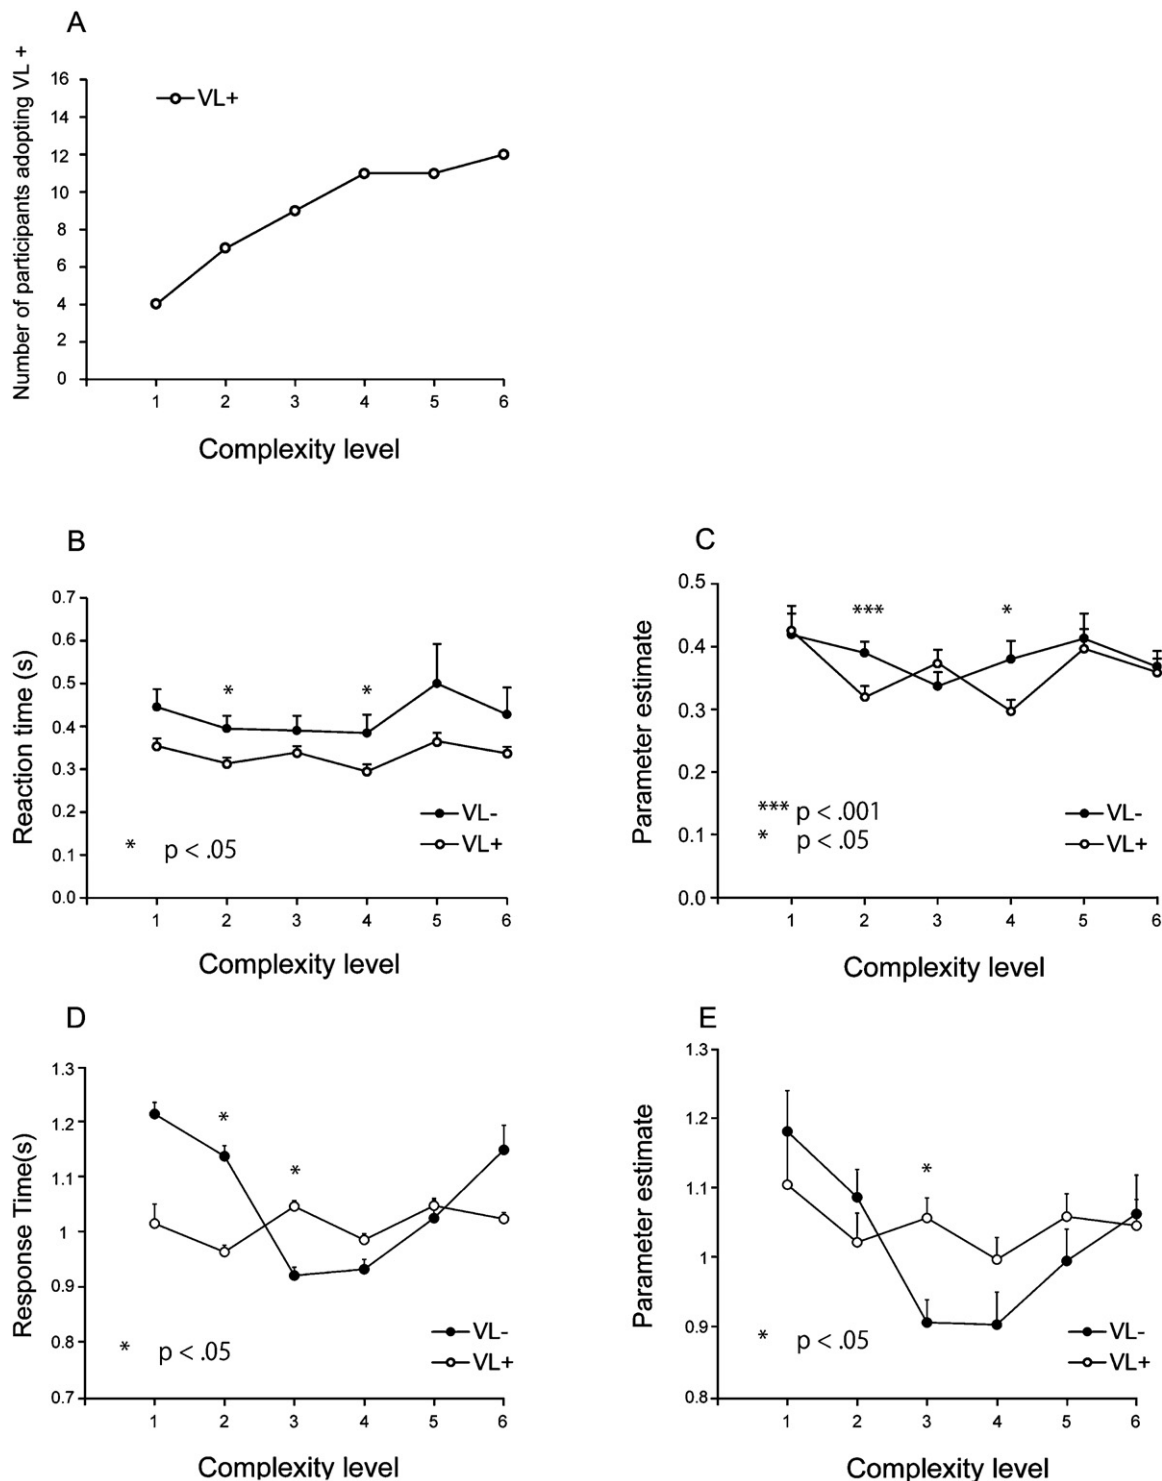 A
Number of participants adopting VL +
16
14
12
10
8
6
4
2
0
VL+
1 2 3 4 5 6
Complexity level
B
Reaction time (s)
0.7
0.6
0.5
0.4
0.3
0.2
0.1
0.0
* *
VL-
VL+
* p < .05
1 2 3 4 5 6
Complexity level
C
Parameter estimate
0.5
0.4
0.3
0.2
0.1
0.0
*** *
*** p < .001
* p < .05
VL-
VL+
1 2 3 4 5 6
Complexity level
D
Response Time(s)
1.3
1.2
1.1
1
0.9
0.8
0.7
*
*
VL-
VL+
* p < .05
1 2 3 4 5 6
Complexity level
E
Parameter estimate
1.3
1.2
1.1
1
0.9
0.8
*
VL-
VL+
* p < .05
1 2 3 4 5 6
Complexity level